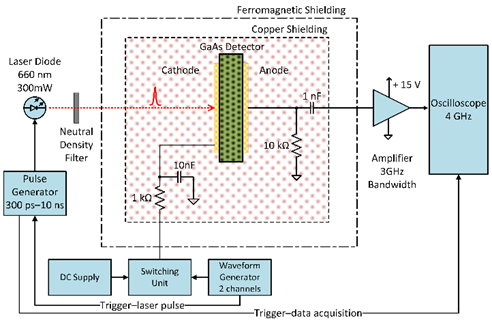 Ferromagnetic Shielding
Copper Shielding
GaAs Detector
Laser Diode
660 nm
300mW
Cathode
Anode
1 nF
+ 15 V
Oscilloscope
4 GHz
Neutral
Density
Filter
10 kΩ
Amplifier
3GHz
Bandwidth
10nF
1 kΩ
Pulse
Generator
300 ps–10 ns
DC Supply
Switching
Unit
Waveform
Generator
2 channels
Trigger–laser pulse
Trigger–data acquisition